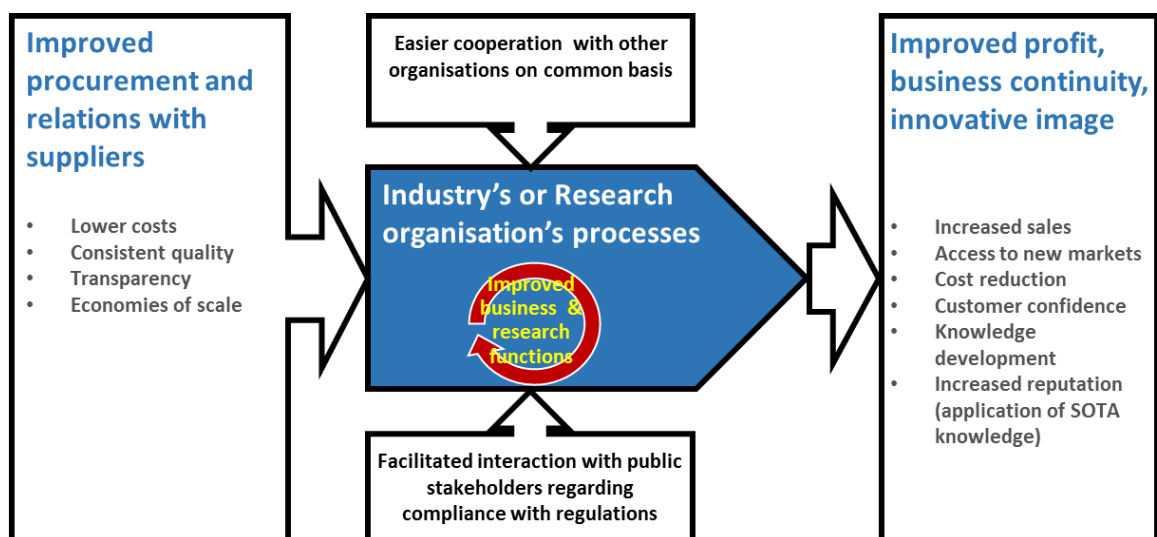 Improved
procurement and
relations with
suppliers
• Lower costs
• Consistent quality
• Transparency
• Economies of scale
Easier cooperation with other
organisations on common basis
Industry's or Research
organisation's processes
Improved
business &
research
functions
Facilitated interaction with public
stakeholders regarding
compliance with regulations
Improved profit,
business continuity,
innovative image
• Increased sales
• Access to new markets
• Cost reduction
• Customer confidence
• Knowledge
development
• Increased reputation
(application of SOTA
knowledge)